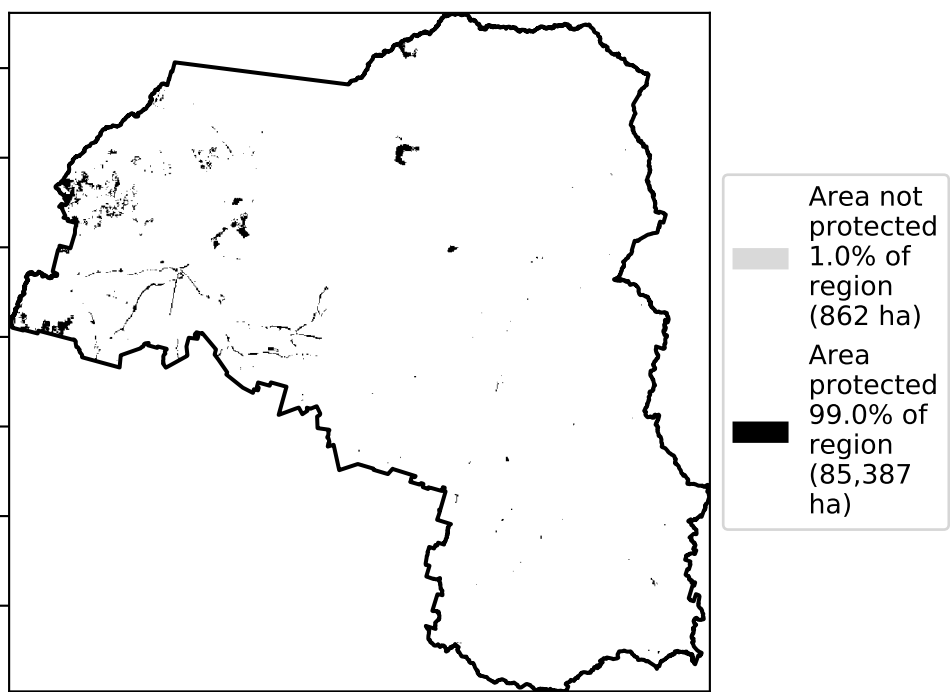 Area not
protected
1.0% of
region
(862 ha)
Area
protected
99.0% of
region
(85,387
ha)